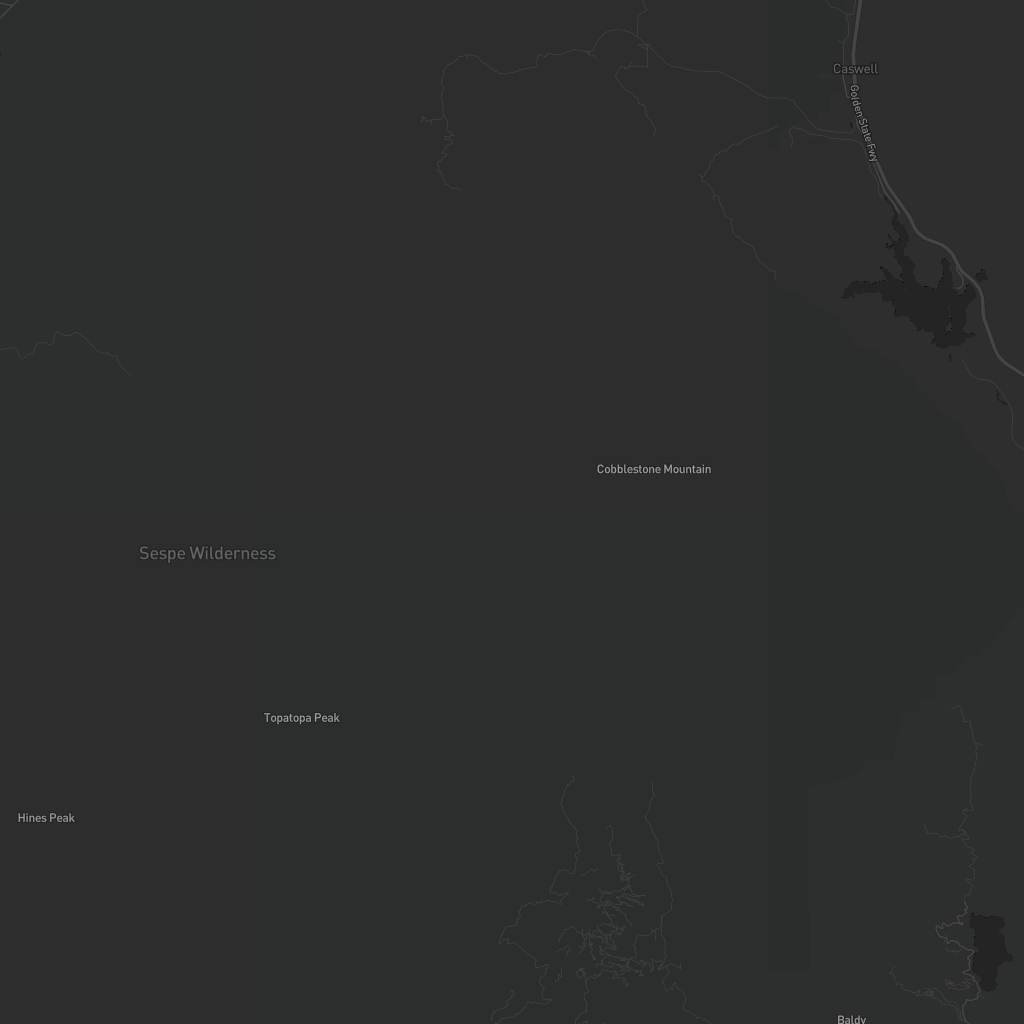 Caswell
Golden State Fwy
Cobblestone Mountain
Sespe Wilderness
Topatopa Peak
Hines Peak
Baldy